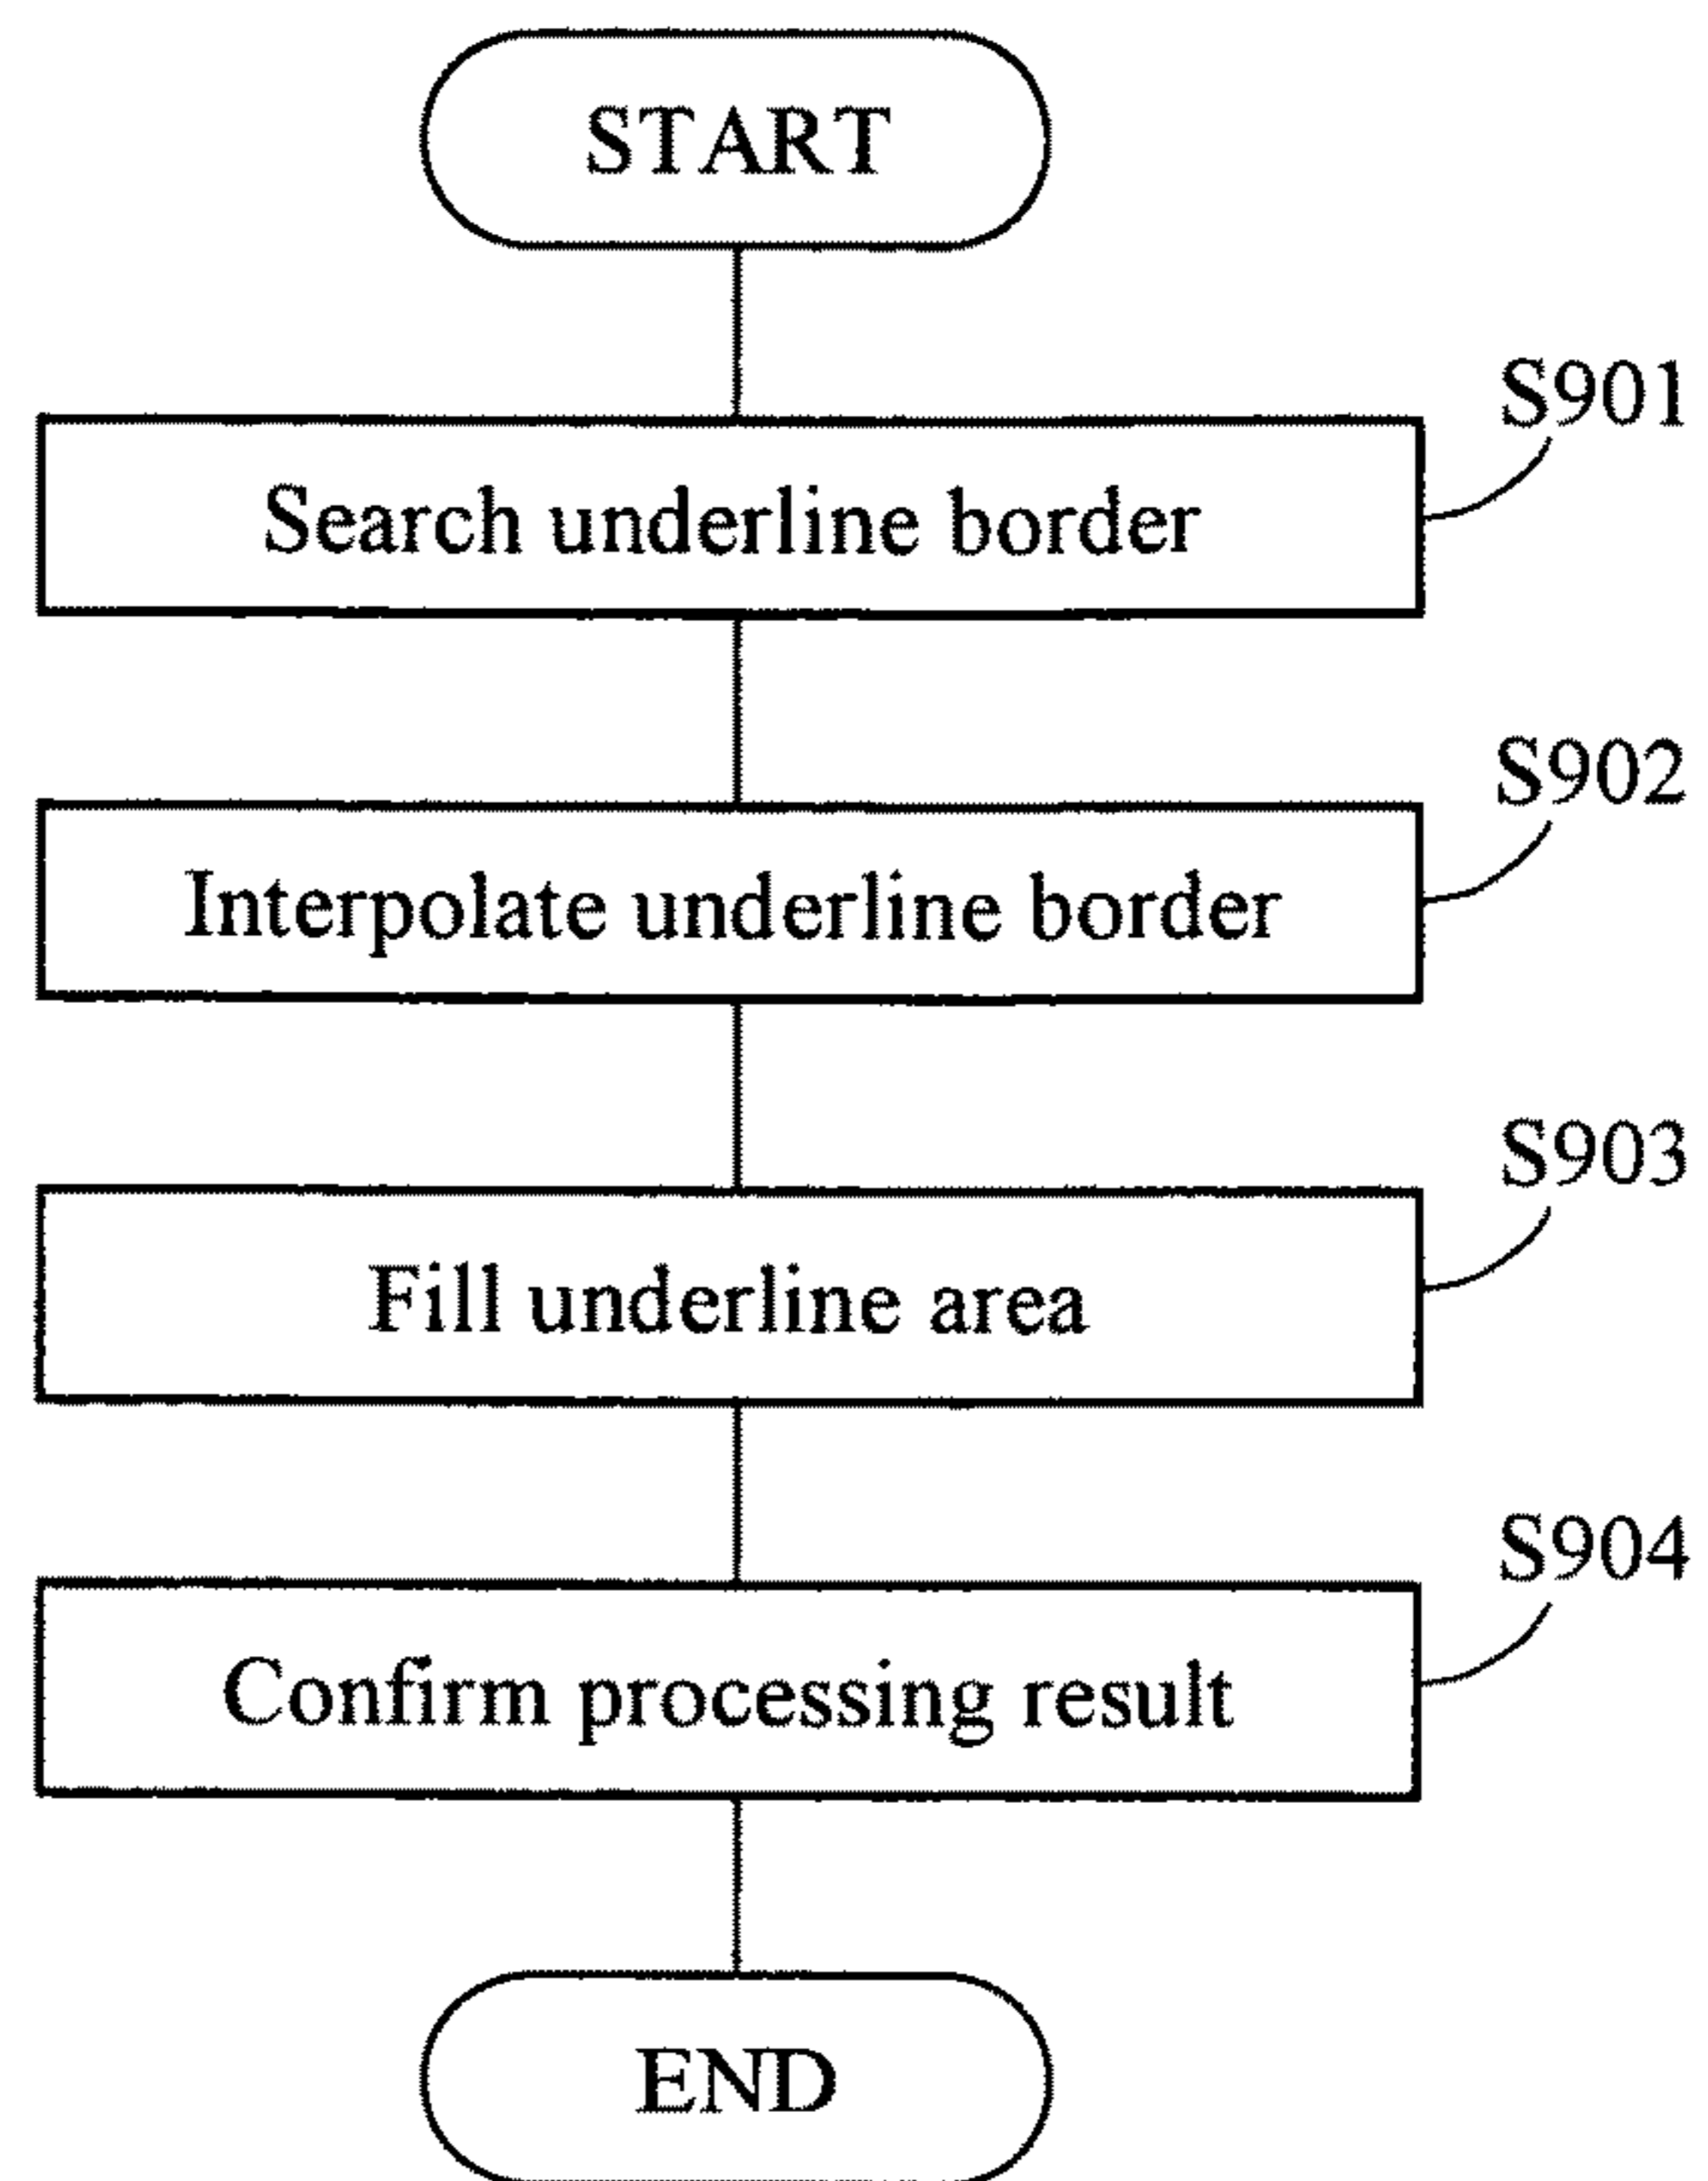 START
S901
Search underline border
S902
Interpolate underline border
S903
Fill underline area
S904
Confirm processing result
END